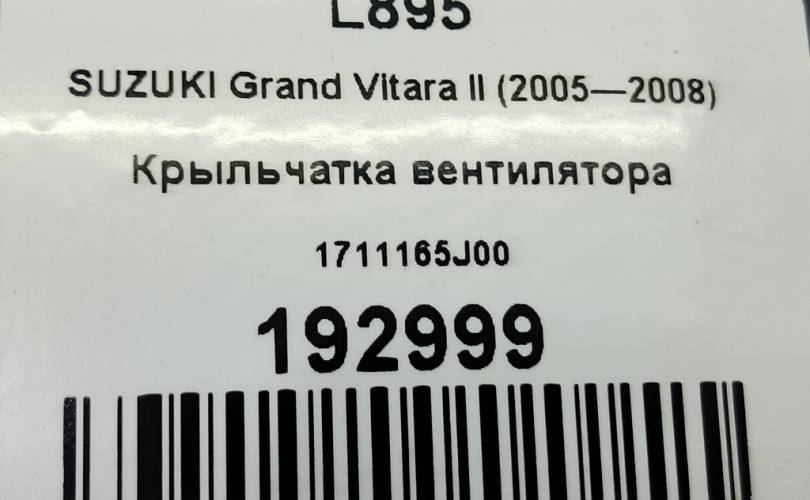 L895
SUZUKI Grand Vitara II (2005—2008)
Крыльчатка вентилятора
1711165J00
192999